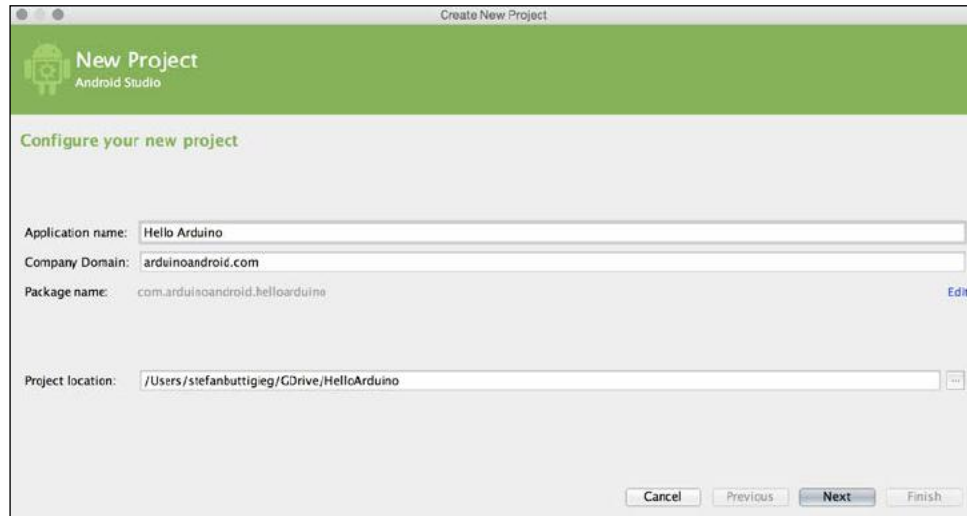 Create New Project
New Project
Android Studio
Configure your new project
Application name: Hello Arduino
Company Domain: arduinoandroid.com
Package name: com.arduinoandroid.helloarduino Edit
Project location: /Users/stefanbuttigieg/GDrive/HelloArduino ...
Cancel Previous Next Finish